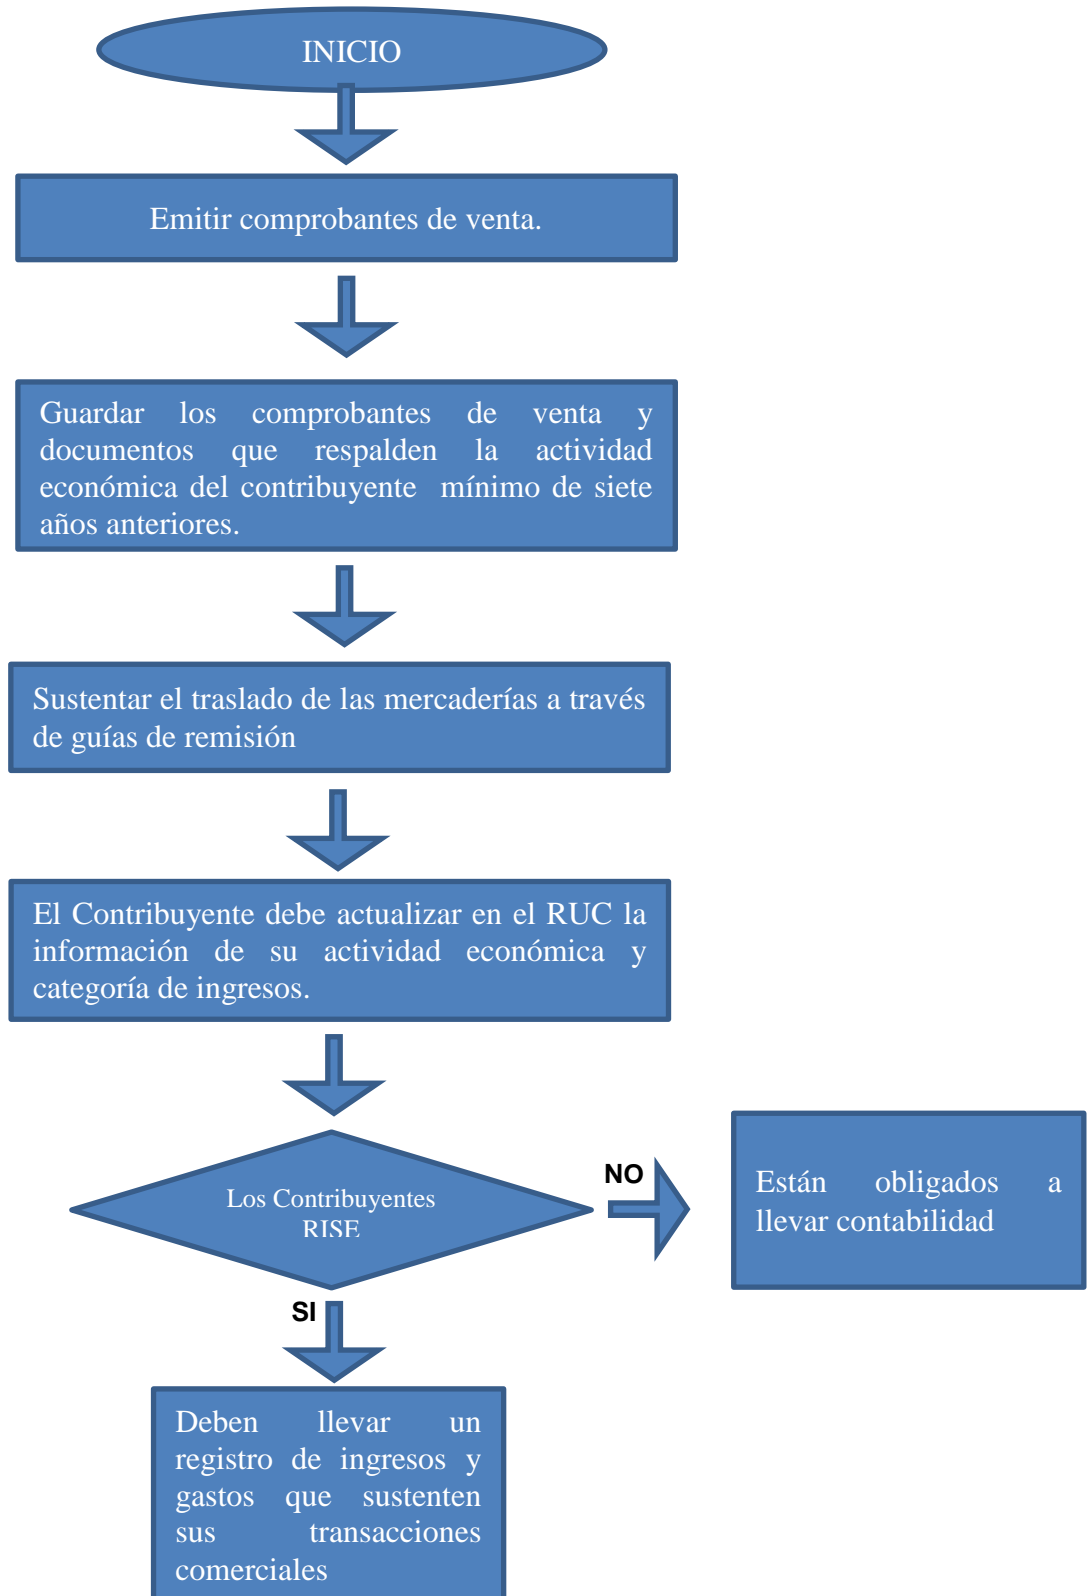 INICIO
Emitir comprobantes de venta.
Guardar los comprobantes de venta y
documentos que respalden la actividad
económica del contribuyente mínimo de siete
años anteriores.
Sustentar el traslado de las mercaderías a través
de guías de remisión
El Contribuyente debe actualizar en el RUC la
información de su actividad económica y
categoría de ingresos.
Los Contribuyentes
RISE
NO
Están obligados a
llevar contabilidad
SI
Deben llevar un
registro de ingresos y
gastos que sustenten
sus transacciones
comerciales